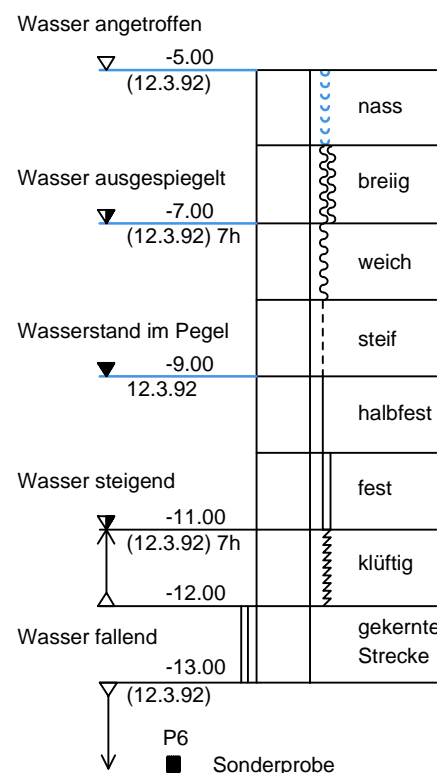 Wasser angetroffen
-5.00
(12.3.92)
nass
breiig
Wasser ausgespiegelt
-7.00
(12.3.92) 7h
weich
Wasserstand im Pegel
steif
-9.00
12.3.92
halbfest
Wasser steigend
fest
-11.00
(12.3.92) 7h
klüftig
-12.00
gekernte
Strecke
Wasser fallend
-13.00
(12.3.92)
P6
Sonderprobe